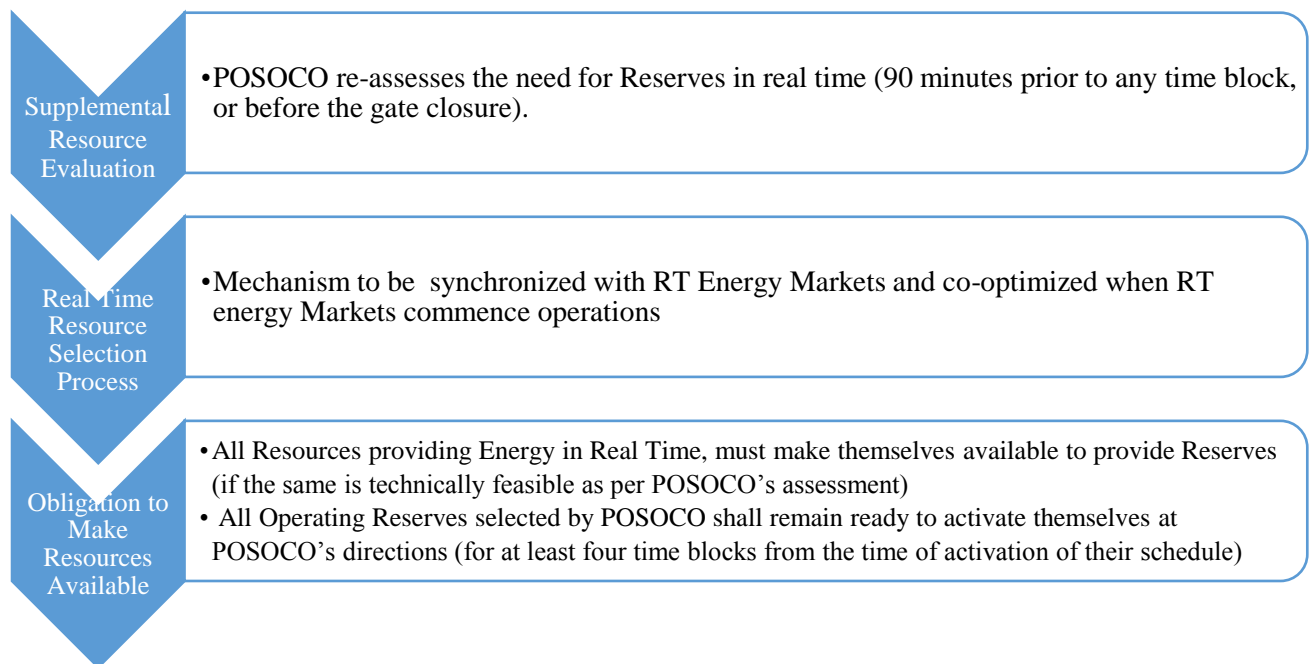 Supplemental
Resource
Evaluation
•POSOCO re-assesses the need for Reserves in real time (90 minutes prior to any time block,
or before the gate closure).
Real Time
Resource
Selection
Process
•Mechanism to be synchronized with RT Energy Markets and co-optimized when RT
energy Markets commence operations
Obligation to
Make
Resources
Available
•All Resources providing Energy in Real Time, must make themselves available to provide Reserves
(if the same is technically feasible as per POSOCO’s assessment)
• All Operating Reserves selected by POSOCO shall remain ready to activate themselves at
POSOCO’s directions (for at least four time blocks from the time of activation of their schedule)